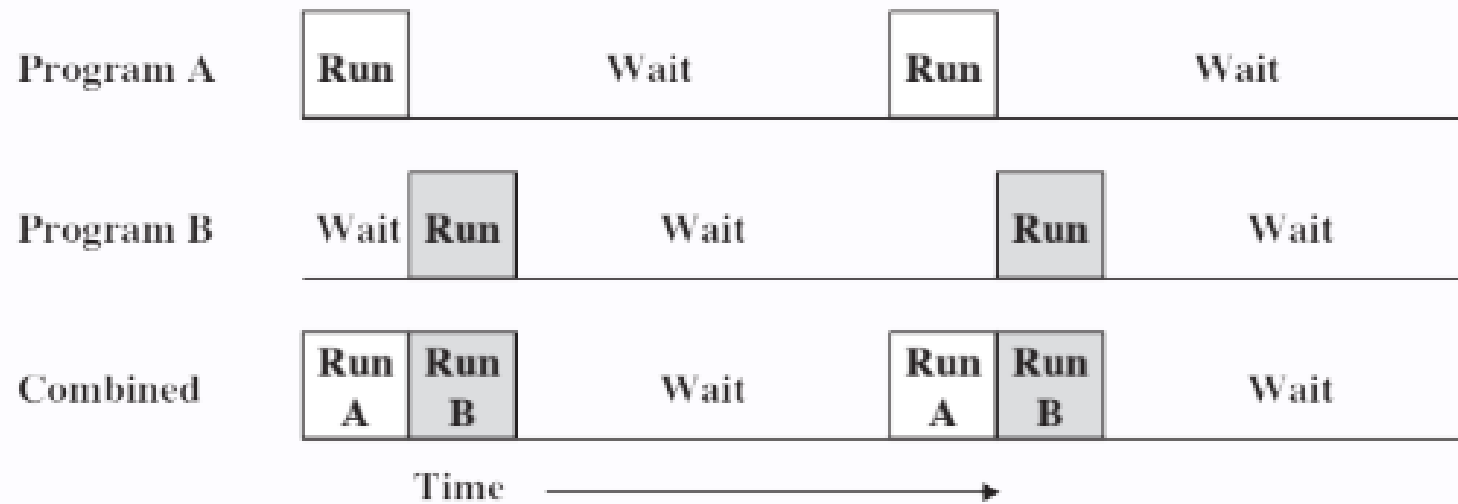 Program A Run Wait Run Wait
Program B Wait Run Wait Run Wait
Combined Run A Run B Wait Run A Run B Wait
Time